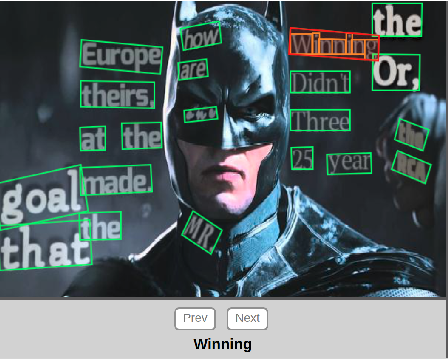 the
how
Winning
Europe
are
Or,
Didn't
theirs,
Three
at the
the
25 year
made.
goal
the
MR.
that
Prev Next
Winning